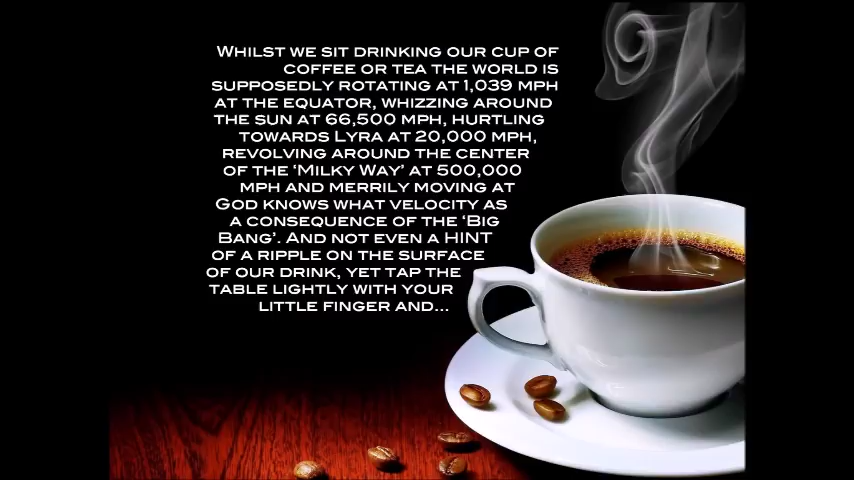 Whilst we sit drinking our cup of
coffee or tea the world is
supposedly rotating at 1,039 mph
at the equator, whizzing around
the sun at 66,500 mph, hurtling
towards Lyra at 20,000 mph,
revolving around the center
of the ‘Milky Way’ at 500,000
mph and merrily moving at
God knows what velocity as
a consequence of the ‘Big
Bang’. And not even a HINT
of a ripple on the surface
of our drink, yet tap the
table lightly with your
little finger and...